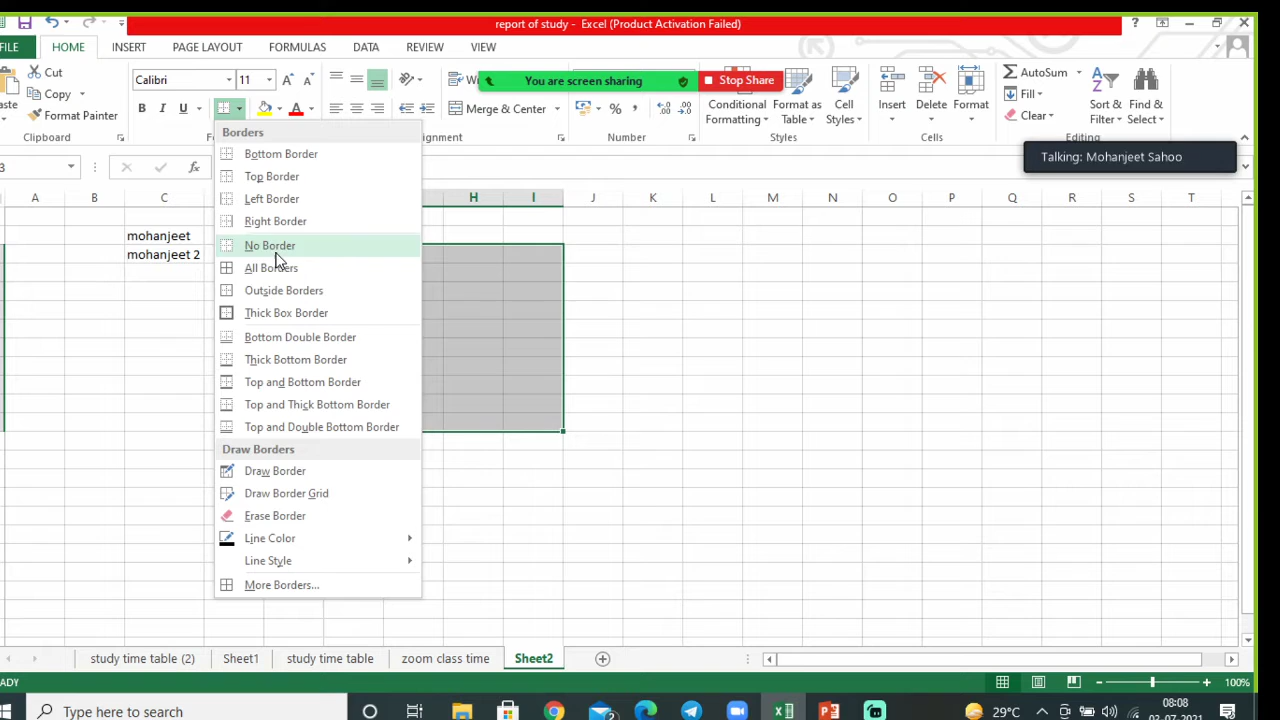 report of study - Excel (Product Activation Failed)
FILE HOME INSERT PAGE LAYOUT FORMULAS DATA REVIEW VIEW
Cut
Copy
Format Painter
Clipboard
Calibri 11
B I U
You are screen sharing Stop Share
Merge & Center
Number
Conditional Formatting
Format as Table
Cell Styles
Styles
Insert Delete Format
Cells
AutoSum
Fill
Clear
Sort & Filter
Find & Select
Editing
Talking: Mohanjeet Sahoo
A B C H I J K L M N O P Q R S T
mohanjeet
mohanjeet 2
Borders
Bottom Border
Top Border
Left Border
Right Border
No Border
All Borders
Outside Borders
Thick Box Border
Bottom Double Border
Thick Bottom Border
Top and Bottom Border
Top and Thick Bottom Border
Top and Double Bottom Border
Draw Borders
Draw Border
Draw Border Grid
Erase Border
Line Color
Line Style
More Borders...
study time table (2) Sheet1 study time table zoom class time Sheet2
100%
Type here to search
29°C
08:08
02-07-2021